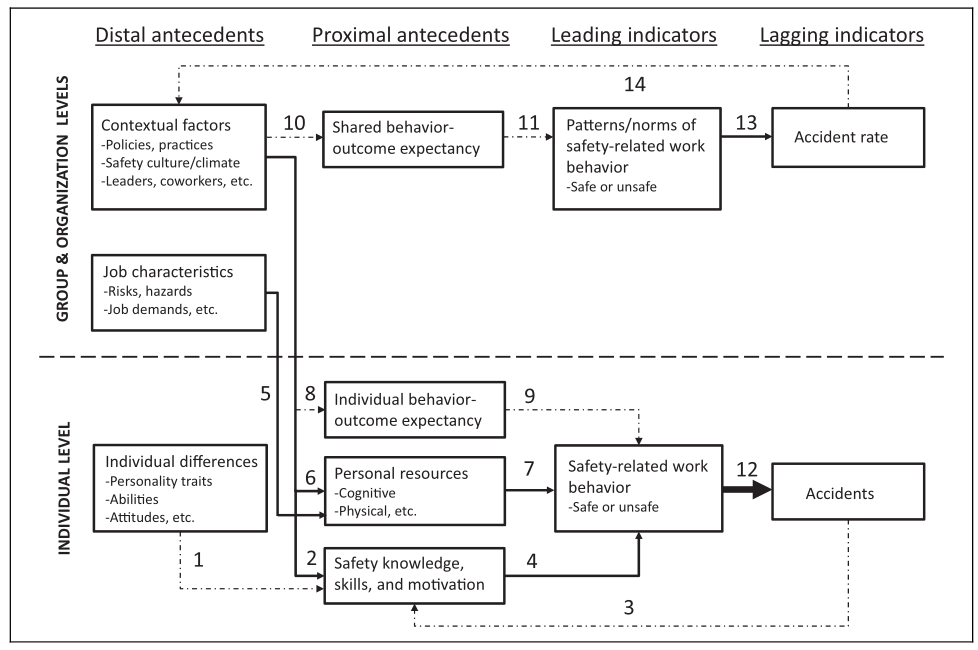 Distal antecedents
Proximal antecedents
Leading indicators
Lagging indicators
GROUP & ORGANIZATION LEVELS
14
Contextual factors
-Policies, practices
-Safety culture/climate
-Leaders, coworkers, etc.
10
Shared behavior-
outcome expectancy
11
Patterns/norms of
safety-related work
behavior
-Safe or unsafe
13
Accident rate
Job characteristics
-Risks, hazards
-Job demands, etc.
INDIVIDUAL LEVEL
5
8
Individual behavior-
outcome expectancy
9
Individual differences
-Personality traits
-Abilities
-Attitudes, etc.
6
Personal resources
-Cognitive
-Physical, etc.
7
Safety-related work
behavior
-Safe or unsafe
12
Accidents
1
2
Safety knowledge,
skills, and motivation
4
3